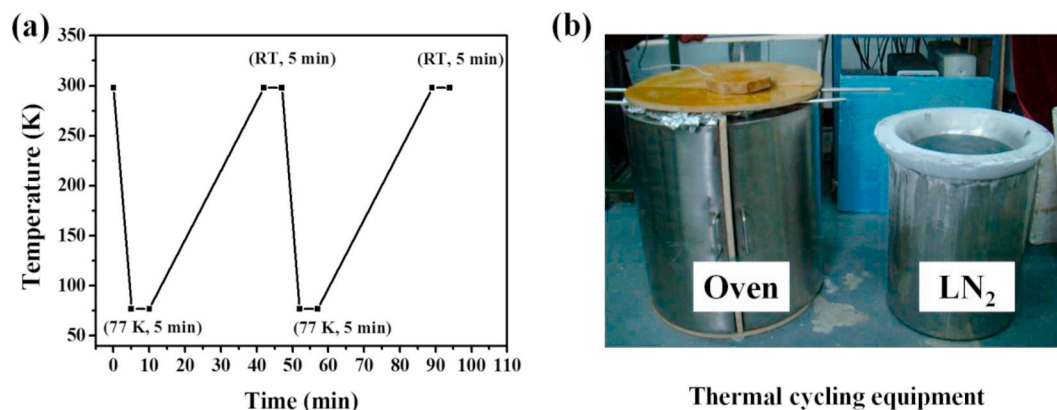 (a)
350
300
250
200
150
100
50
Temperature (K)
(RT, 5 min)
(RT, 5 min)
(77 K, 5 min)
(77 K, 5 min)
0 10 20 30 40 50 60 70 80 90 100 110
Time (min)
(b)
Oven
LN₂
Thermal cycling equipment